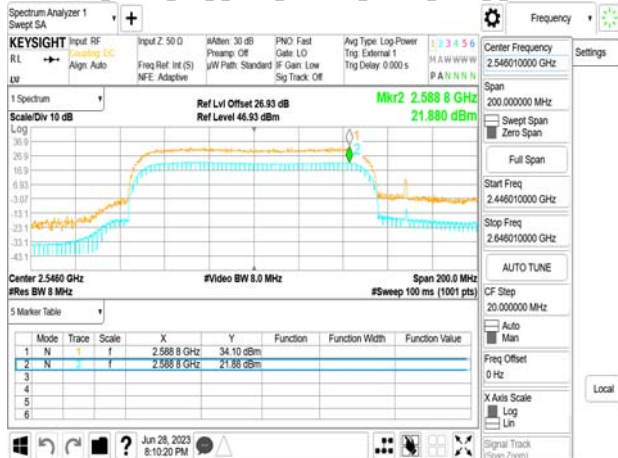 Spectrum Analyzer 1
Swept SA
Frequency
Settings
KEYSIGHT
RL
Input: RF
Coupling: DC
Align: Auto
Input Z: 50 Ω
Freq Ref: Int (S)
NFE: Adaptive
#Atten: 30 dB
Preamp: Off
µW Path: Standard
PNO: Fast
Gate: LO
IF Gain: Low
Sig Track: Off
Avg Type: Log-Power
Trig: External 1
Trig Delay: 0.000 s
1 2 3 4 5 6
M A W W W W
P A N N N N
1 Spectrum
Scale/Div 10 dB
Ref Lvl Offset 26.93 dB
Ref Level 46.93 dBm
Mkr2 2.588 8 GHz
21.880 dBm
Log
36.9
26.9
16.9
6.93
-3.07
-13.1
-23.1
-33.1
-43.1
1
2
Center 2.5460 GHz
#Res BW 8 MHz
#Video BW 8.0 MHz
Span 200.0 MHz
#Sweep 100 ms (1001 pts)
5 Marker Table
Mode Trace Scale X Y Function Function Width Function Value
1 N 1 f 2.588 8 GHz 34.10 dBm
2 N 2 f 2.588 8 GHz 21.88 dBm
3
4
5
6
Jun 28, 2023
8:10:20 PM
Center Frequency
2.546010000 GHz
Span
200.000000 MHz
Swept Span
Zero Span
Full Span
Start Freq
2.446010000 GHz
Stop Freq
2.646010000 GHz
AUTO TUNE
CF Step
20.000000 MHz
Auto
Man
Freq Offset
0 Hz
X Axis Scale
Log
Lin
Signal Track
(Span Zoom)
Local